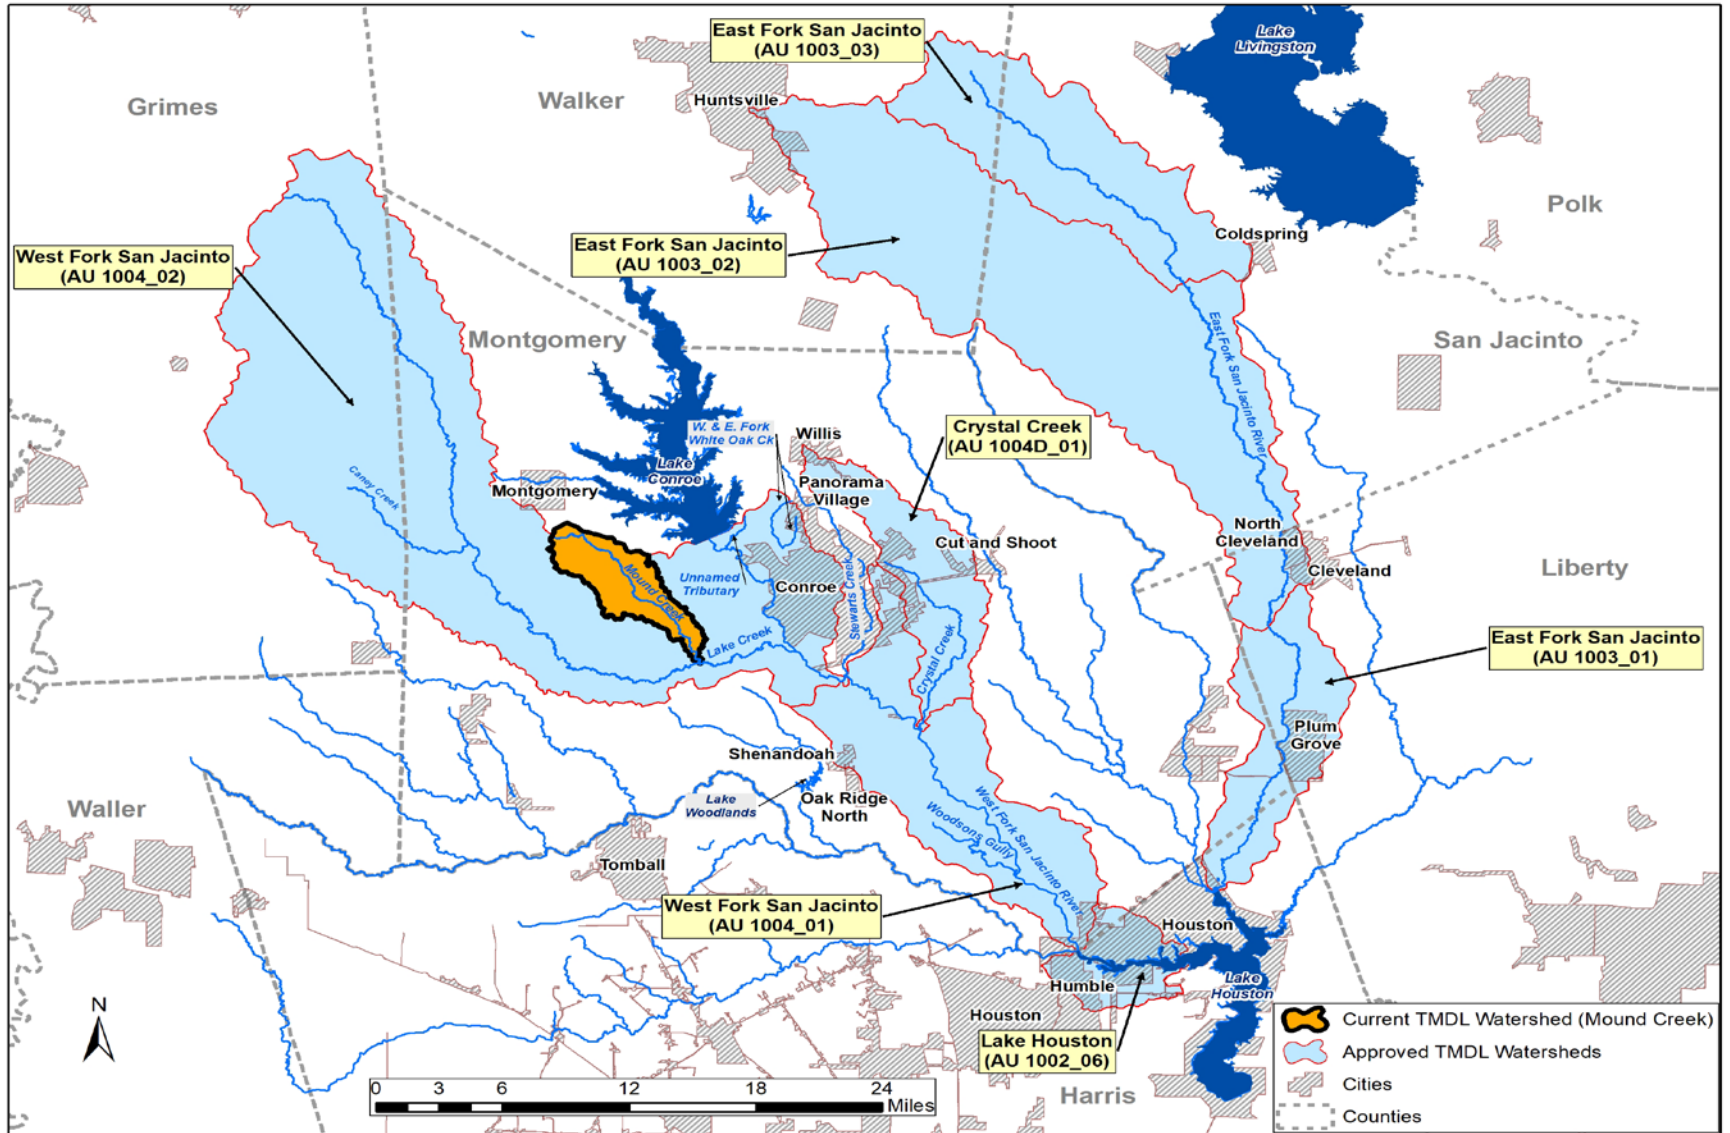 East Fork San Jacinto
(AU 1003_03)
Lake
Livingston
Grimes
Walker
Huntsville
Polk
Coldspring
East Fork San Jacinto
(AU 1003_02)
West Fork San Jacinto
(AU 1004_02)
Montgomery
San Jacinto
East Fork San Jacinto River
W. & E. Fork
White Oak Ck
Willis
Crystal Creek
(AU 1004D_01)
Lake
Conroe
Panorama
Village
Caney Creek
Montgomery
North
Cleveland
Cut and Shoot
Cleveland
Liberty
Mound Creek
Unnamed
Tributary
Conroe
Stewarts Creek
Lake Creek
Crystal Creek
East Fork San Jacinto
(AU 1003_01)
Plum
Grove
Shenandoah
Lake
Woodlands
Oak Ridge
North
Waller
West Fork San Jacinto River
Woodsons Gully
Tomball
West Fork San Jacinto
(AU 1004_01)
Houston
Humble
Lake
Houston
Houston
Lake Houston
(AU 1002_06)
Harris
N
0 3 6 12 18 24
Miles
Current TMDL Watershed (Mound Creek)
Approved TMDL Watersheds
Cities
Counties